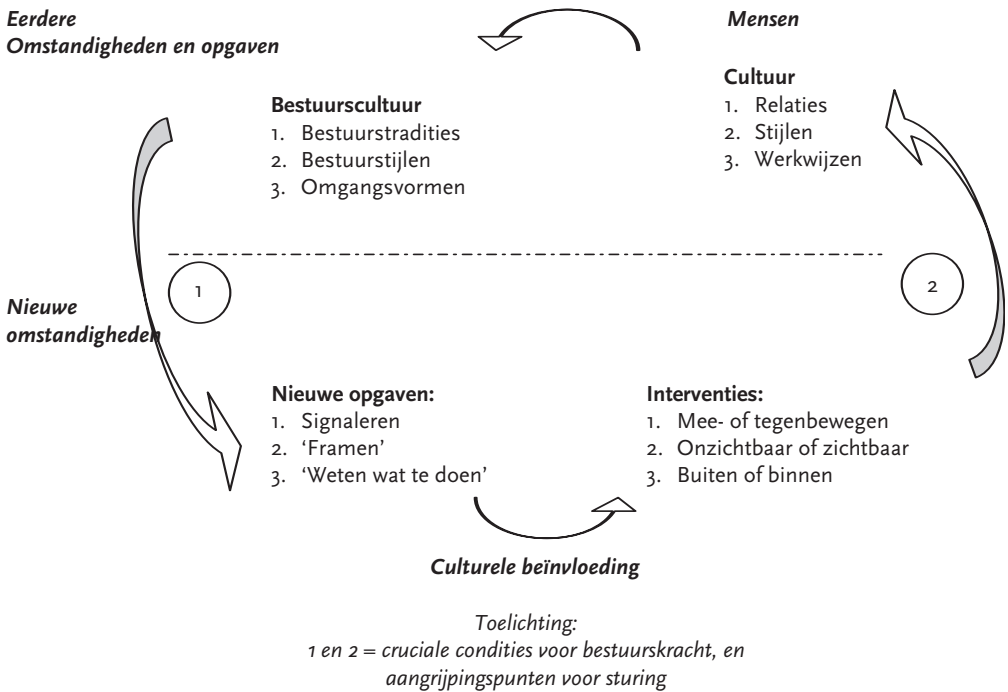 Eerdere
Omstandigheden en opgaven
Mensen
Bestuurscultuur
1. Bestuurstradities
2. Bestuurstijlen
3. Omgangsvormen
Cultuur
1. Relaties
2. Stijlen
3. Werkwijzen
1
2
Nieuwe
omstandigheden
Nieuwe opgaven:
1. Signaleren
2. ‘Framen’
3. ‘Weten wat te doen’
Interventies:
1. Mee- of tegenbewegen
2. Onzichtbaar of zichtbaar
3. Buiten of binnen
Culturele beïnvloeding
Toelichting:
1 en 2 = cruciale condities voor bestuurskracht, en
aangrijpingspunten voor sturing